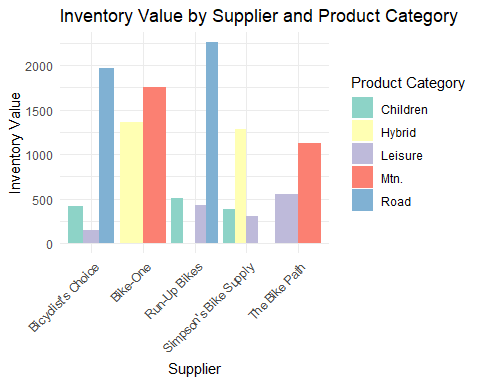 Inventory Value by Supplier and Product Category
Inventory Value
2000
1500
1000
500
0
Bicyclist's Choice
Bike-One
Run-Up Bikes
Simpson's Bike Supply
The Bike Path
Supplier
Product Category
Children
Hybrid
Leisure
Mtn.
Road